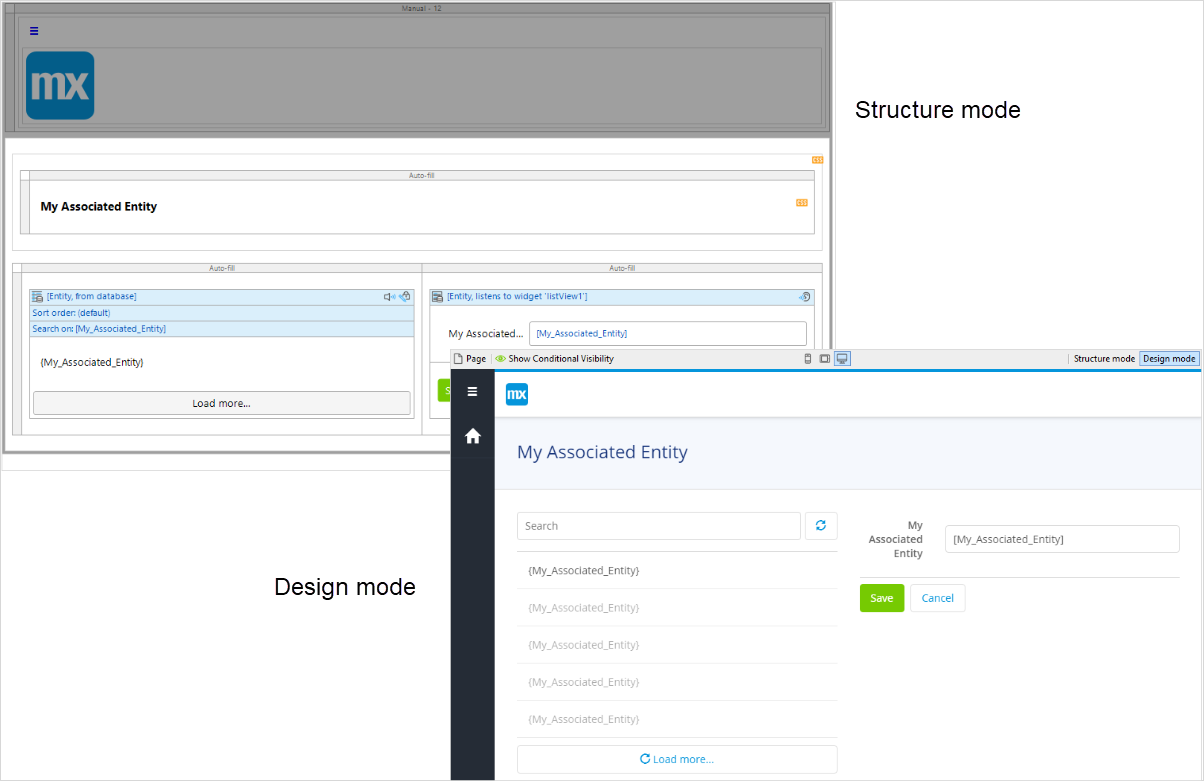 Manual - 12
mx
Structure mode
CSS
Auto-fill
My Associated Entity
CSS
Auto-fill
Auto-fill
[Entity, from database]
Sort order: (default)
Search on: [My_Associated_Entity]
{My_Associated_Entity}
Load more...
[Entity, listens to widget 'listView1']
My Associated... [My_Associated_Entity]
S
Page Show Conditional Visibility Structure mode Design mode
mx
My Associated Entity
Search
{My_Associated_Entity}
{My_Associated_Entity}
{My_Associated_Entity}
{My_Associated_Entity}
{My_Associated_Entity}
Load more...
My
Associated
Entity
[My_Associated_Entity]
Save Cancel
Design mode